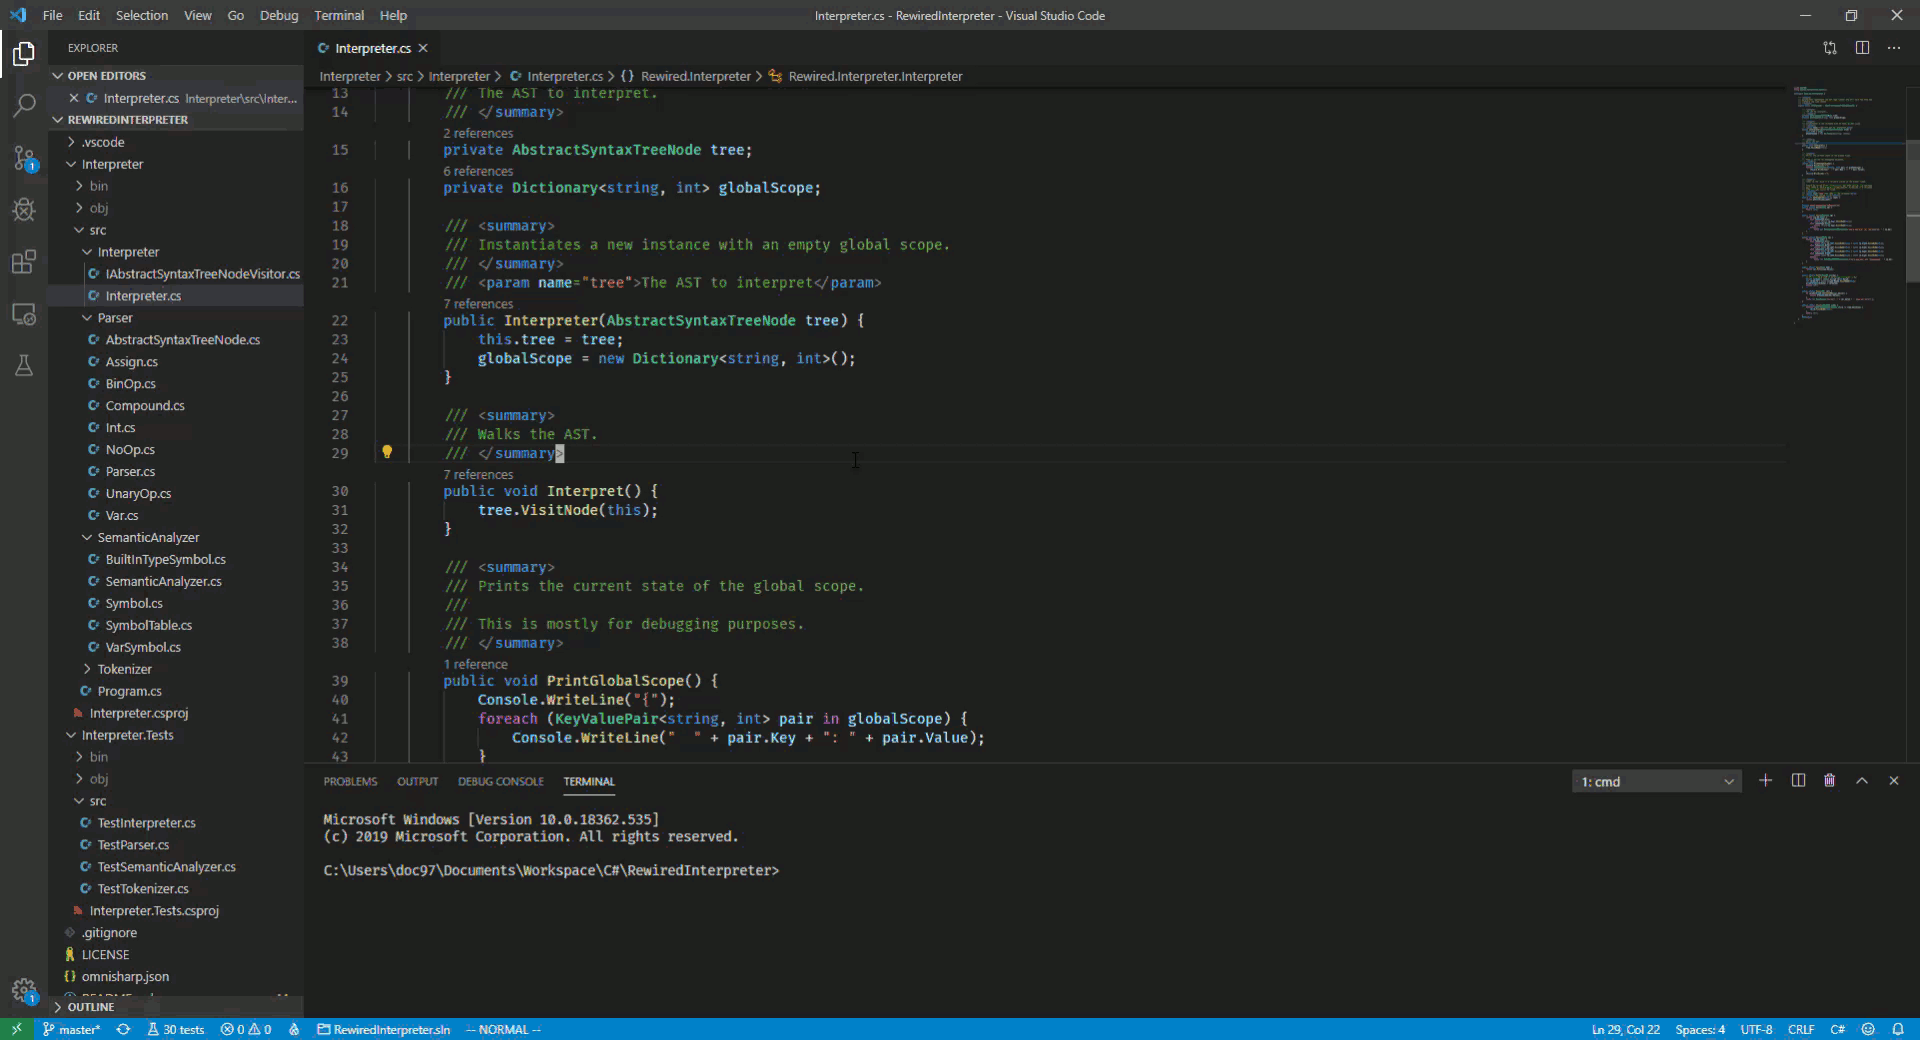 File Edit Selection View Go Debug Terminal Help
Interpreter.cs - RewiredInterpreter - Visual Studio Code
EXPLORER
OPEN EDITORS
Interpreter.cs Interpreter\src\Inter...
REWIREDINTERPRETER
.vscode
Interpreter
bin
obj
src
Interpreter
IAbstractSyntaxTreeNodeVisitor.cs
Interpreter.cs
Parser
AbstractSyntaxTreeNode.cs
Assign.cs
BinOp.cs
Compound.cs
Int.cs
NoOp.cs
Parser.cs
UnaryOp.cs
Var.cs
SemanticAnalyzer
BuiltInTypeSymbol.cs
SemanticAnalyzer.cs
Symbol.cs
SymbolTable.cs
VarSymbol.cs
Tokenizer
Program.cs
Interpreter.csproj
Interpreter.Tests
bin
obj
src
TestInterpreter.cs
TestParser.cs
TestSemanticAnalyzer.cs
TestTokenizer.cs
Interpreter.Tests.csproj
.gitignore
LICENSE
omnisharp.json
OUTLINE
Interpreter.cs
Interpreter > src > Interpreter > Interpreter.cs > {} Rewired.Interpreter > Rewired.Interpreter.Interpreter
13 /// The AST to interpret.
14 /// </summary>
2 references
15 private AbstractSyntaxTreeNode tree;
6 references
16 private Dictionary<string, int> globalScope;
17
18 /// <summary>
19 /// Instantiates a new instance with an empty global scope.
20 /// </summary>
21 /// <param name="tree">The AST to interpret</param>
7 references
22 public Interpreter(AbstractSyntaxTreeNode tree) {
23 this.tree = tree;
24 globalScope = new Dictionary<string, int>();
25 }
26
27 /// <summary>
28 /// Walks the AST.
29 /// </summary>
7 references
30 public void Interpret() {
31 tree.VisitNode(this);
32 }
33
34 /// <summary>
35 /// Prints the current state of the global scope.
36 ///
37 /// This is mostly for debugging purposes.
38 /// </summary>
1 reference
39 public void PrintGlobalScope() {
40 Console.WriteLine("{");
41 foreach (KeyValuePair<string, int> pair in globalScope) {
42 Console.WriteLine("  " + pair.Key + ": " + pair.Value);
43 }
PROBLEMS OUTPUT DEBUG CONSOLE TERMINAL
1: cmd
Microsoft Windows [Version 10.0.18362.535]
(c) 2019 Microsoft Corporation. All rights reserved.
C:\Users\doc97\Documents\Workspace\C#\RewiredInterpreter>
1
1
master* 30 tests 0 0 RewiredInterpreter.sln -- NORMAL --
Ln 29, Col 22 Spaces: 4 UTF-8 CRLF C#